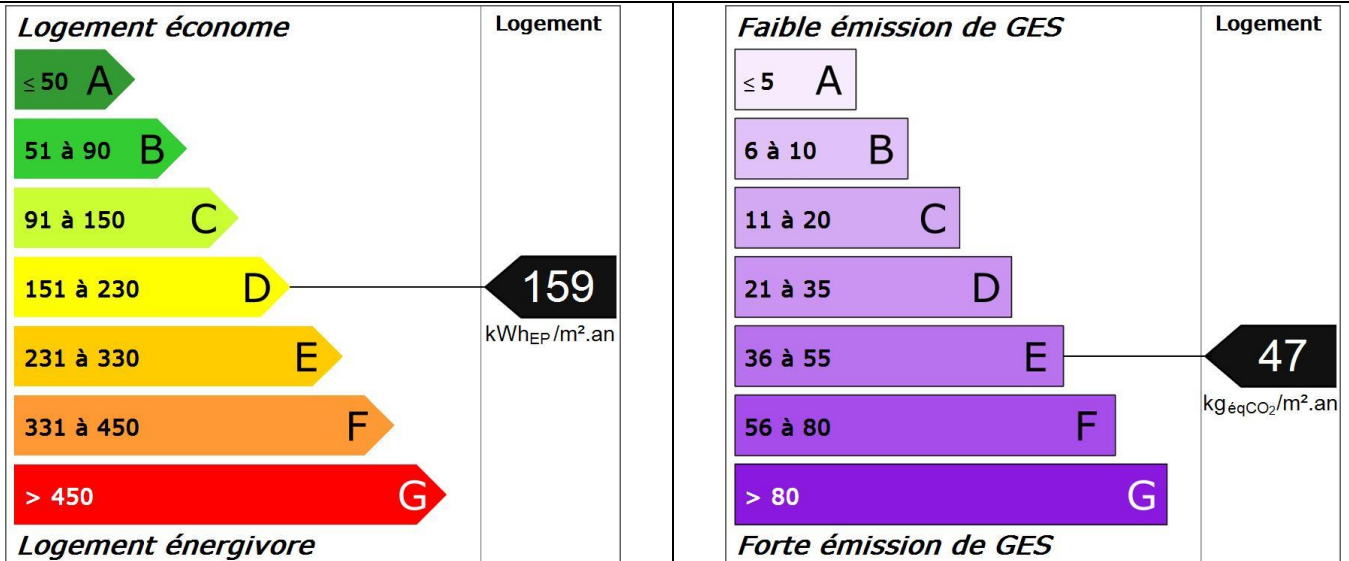 Logement économe
Logement
≤ 50 A
51 à 90 B
91 à 150 C
151 à 230 D
159
kWhEP/m².an
231 à 330 E
331 à 450 F
> 450 G
Logement énergivore
Faible émission de GES
Logement
≤ 5 A
6 à 10 B
11 à 20 C
21 à 35 D
36 à 55 E
47
kgéqCO₂/m².an
56 à 80 F
> 80 G
Forte émission de GES